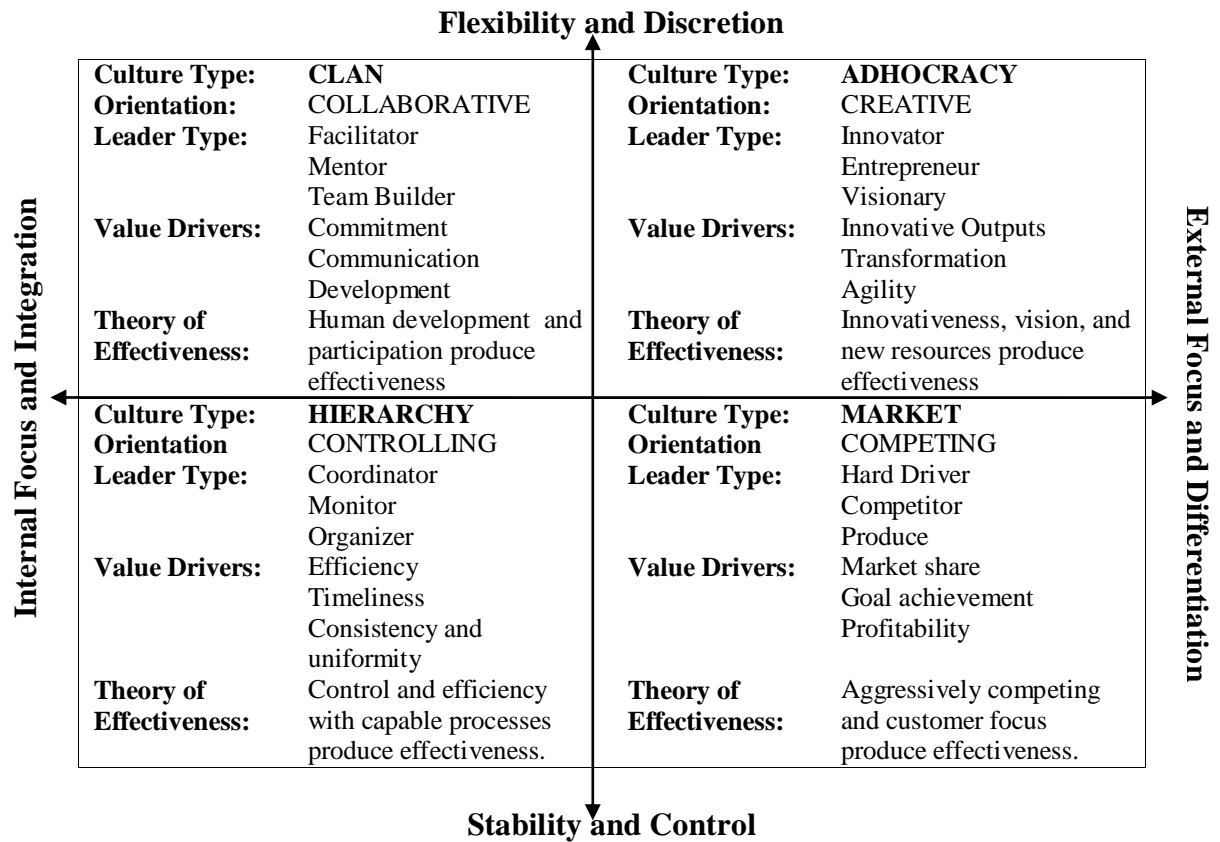 Flexibility and Discretion
Internal Focus and Integration
Culture Type: CLAN
Orientation: COLLABORATIVE
Leader Type: Facilitator
Mentor
Team Builder
Value Drivers: Commitment
Communication
Development
Theory of Human development and
Effectiveness: participation produce
effectiveness
Culture Type: ADHOCRACY
Orientation: CREATIVE
Leader Type: Innovator
Entrepreneur
Visionary
Value Drivers: Innovative Outputs
Transformation
Agility
Theory of Innovativeness, vision, and
Effectiveness: new resources produce
effectiveness
Culture Type: HIERARCHY
Orientation CONTROLLING
Leader Type: Coordinator
Monitor
Organizer
Value Drivers: Efficiency
Timeliness
Consistency and
uniformity
Theory of Control and efficiency
Effectiveness: with capable processes
produce effectiveness.
Culture Type: MARKET
Orientation COMPETING
Leader Type: Hard Driver
Competitor
Produce
Value Drivers: Market share
Goal achievement
Profitability
Theory of Aggressively competing
Effectiveness: and customer focus
produce effectiveness.
External Focus and Differentiation
Stability and Control